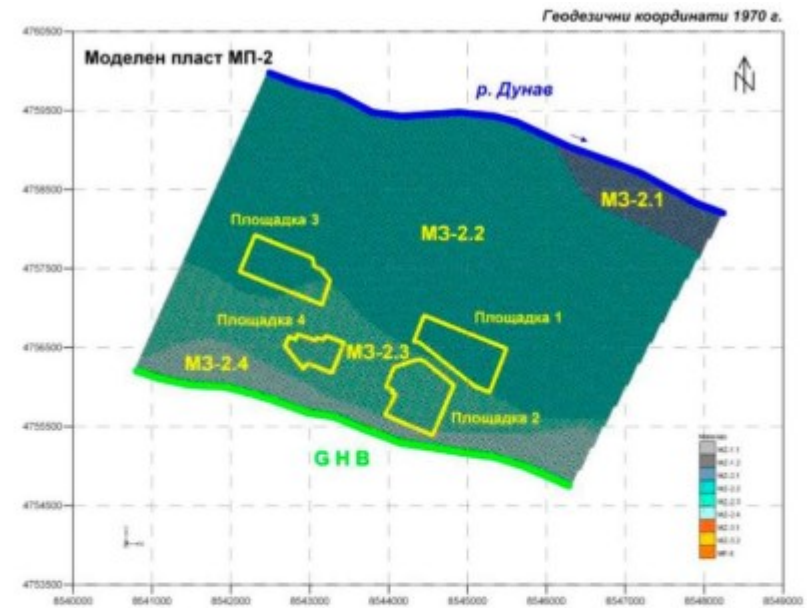 Геодезични координати 1970 г.
4760500
Моделен пласт МП-2
4759500
р. Дунав
4758500
МЗ-2.1
Площадка 3
МЗ-2.2
4757500
Площадка 4
Площадка 1
4756500
МЗ-2.3
МЗ-2.4
Площадка 2
4755500
G H B
4754500
4753500
8540000 8541000 8542000 8543000 8544000 8545000 8546000 8547000 8548000 8549000